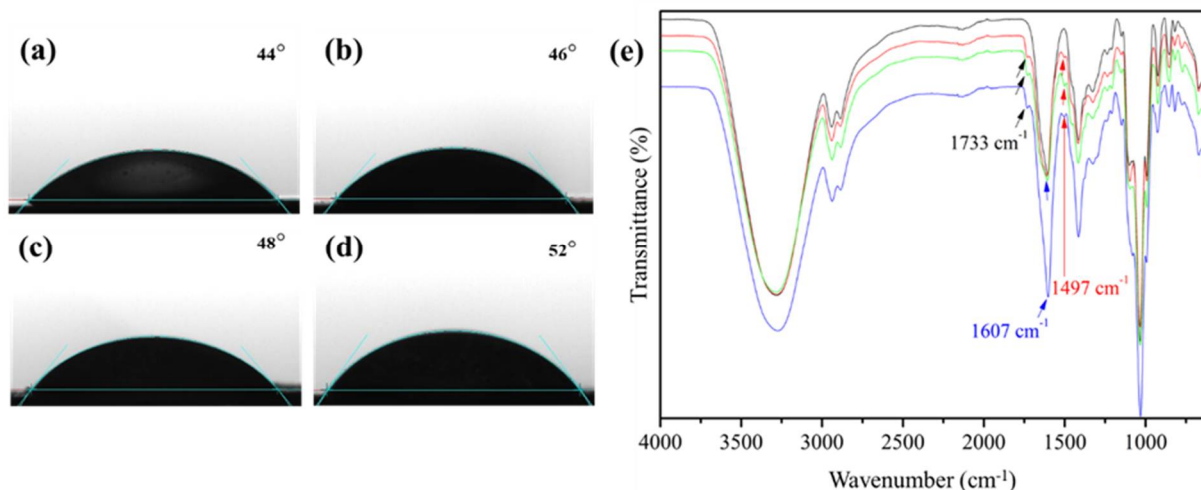 (a)
44°
(b)
46°
(c)
48°
(d)
52°
(e)
Transmittance (%)
1733 cm-1
1497 cm-1
1607 cm-1
4000
3500
3000
2500
2000
1500
1000
Wavenumber (cm-1)